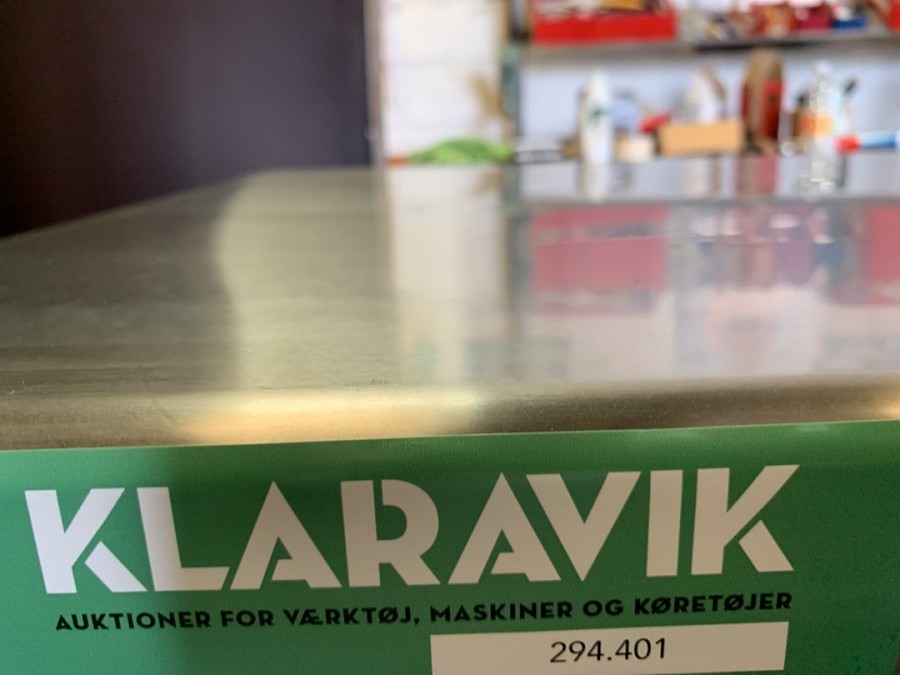 KLARAVIK
AUKTIONER FOR VÆRKTØJ, MASKINER OG KØRETØJER
294.401